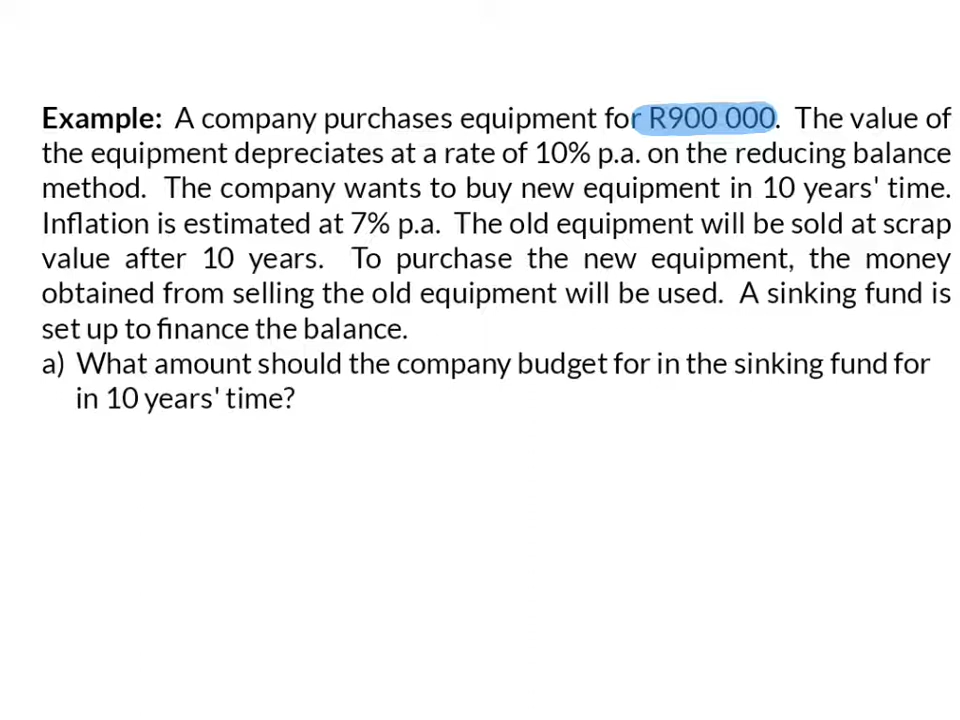 Example: A company purchases equipment for R900 000. The value of
the equipment depreciates at a rate of 10% p.a. on the reducing balance
method. The company wants to buy new equipment in 10 years' time.
Inflation is estimated at 7% p.a. The old equipment will be sold at scrap
value after 10 years. To purchase the new equipment, the money
obtained from selling the old equipment will be used. A sinking fund is
set up to finance the balance.
a) What amount should the company budget for in the sinking fund for
in 10 years' time?